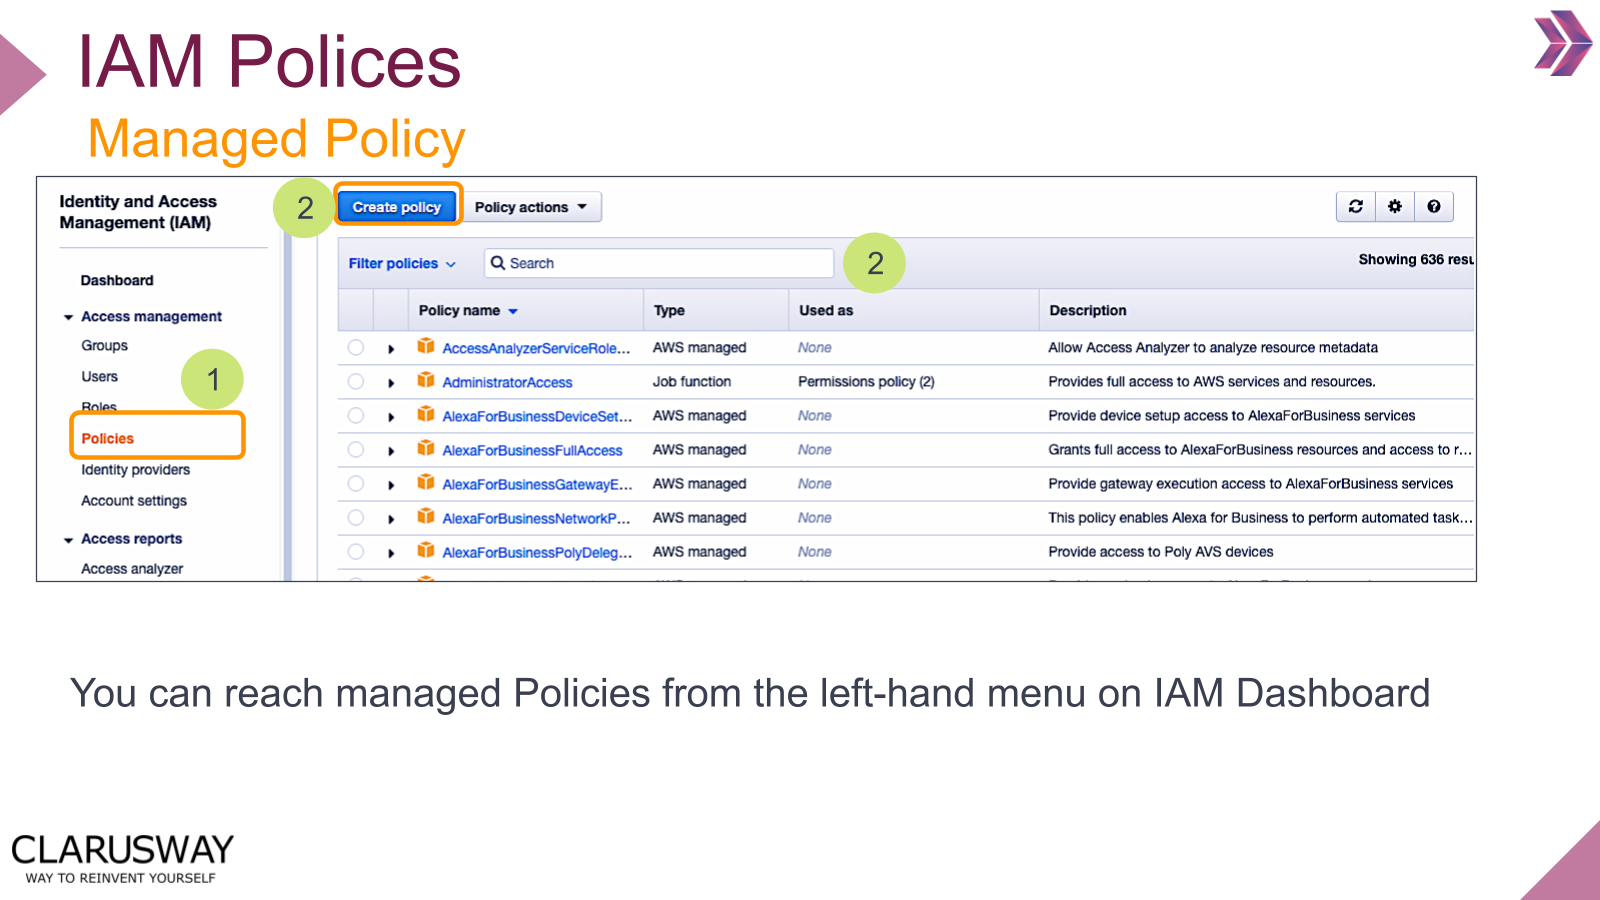 IAM Polices
Managed Policy
Identity and Access
Management (IAM)
Dashboard
Access management
Groups
Users
1
Roles
Policies
Identity providers
Account settings
Access reports
Access analyzer
2
Create policy
Policy actions
Filter policies
Search
2
Showing 636 resu
Policy name Type Used as Description
AccessAnalyzerServiceRole... AWS managed None Allow Access Analyzer to analyze resource metadata
AdministratorAccess Job function Permissions policy (2) Provides full access to AWS services and resources.
AlexaForBusinessDeviceSet... AWS managed None Provide device setup access to AlexaForBusiness services
AlexaForBusinessFullAccess AWS managed None Grants full access to AlexaForBusiness resources and access to r...
AlexaForBusinessGatewayE... AWS managed None Provide gateway execution access to AlexaForBusiness services
AlexaForBusinessNetworkP... AWS managed None This policy enables Alexa for Business to perform automated task...
AlexaForBusinessPolyDeleg... AWS managed None Provide access to Poly AVS devices
You can reach managed Policies from the left-hand menu on IAM Dashboard
CLARUSWAY
WAY TO REINVENT YOURSELF